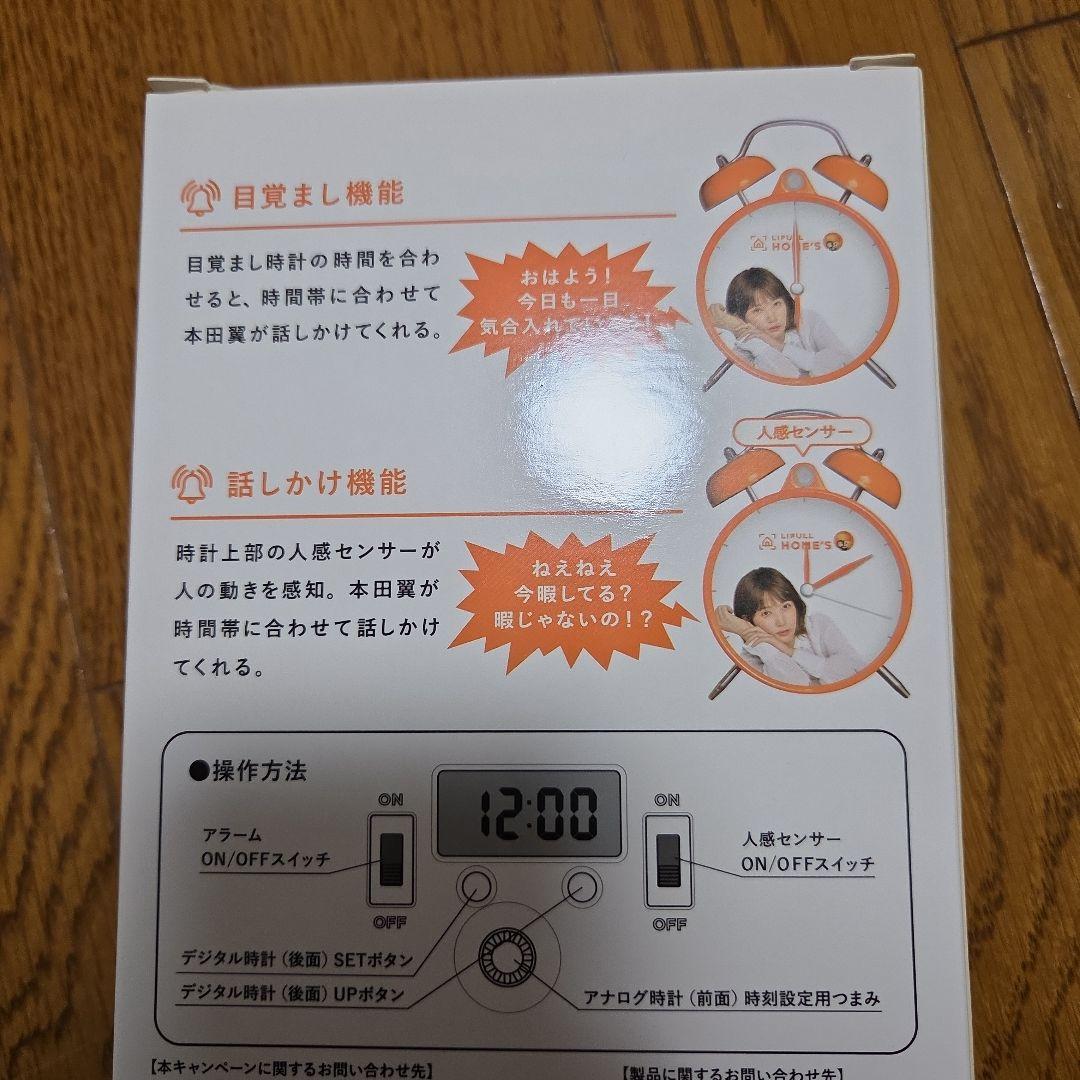 目覚まし機能
目覚まし時計の時間を合わ
せると、時間帯に合わせて
本田翼が話しかけてくれる。
おはよう!
今日も一日
気合入れて
LIFULL
HOME'S
話しかけ機能
時計上部の人感センサーが
人の動きを感知。本田翼が
時間帯に合わせて話しかけ
てくれる。
ねえねえ
今暇してる?
暇じゃないの!?
人感センサー
LIFULL
HOME'S
●操作方法
ON
アラーム
ON/OFFスイッチ
OFF
12:00
ON
人感センサー
ON/OFFスイッチ
OFF
デジタル時計(後面)SETボタン
デジタル時計(後面)UPボタン
アナログ時計(前面)時刻設定用つまみ
【本キャンペーンに関するお問い合わせ先】
【製品に関するお問い合わせ先】